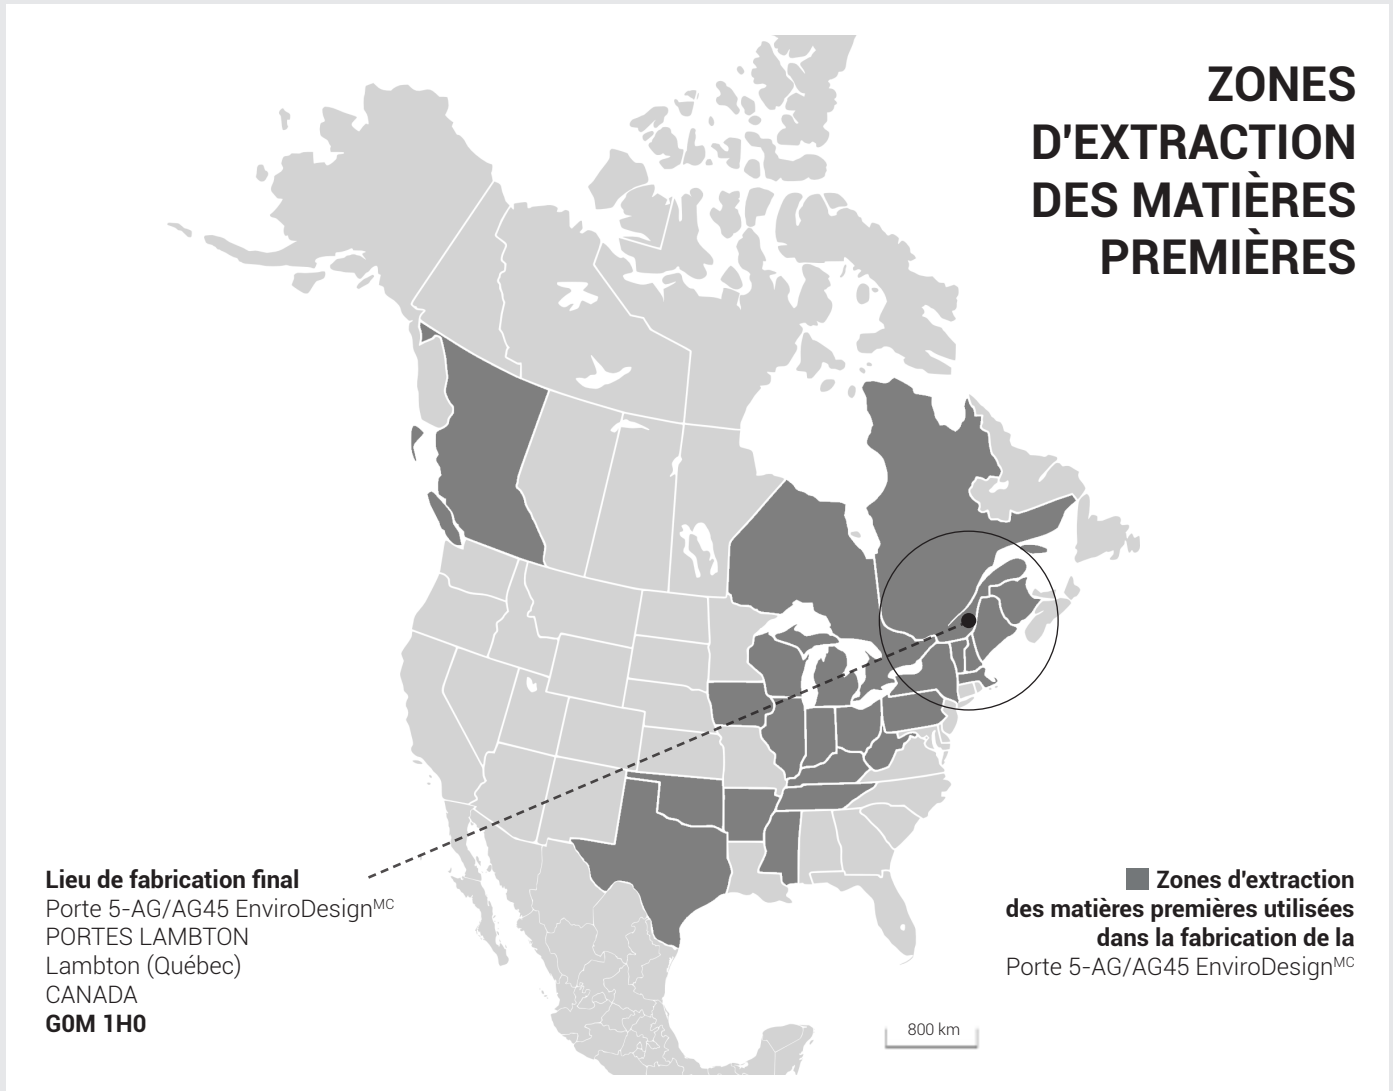 ZONES
D'EXTRACTION
DES MATIÈRES
PREMIÈRES
Lieu de fabrication final
Porte 5-AG/AG45 EnviroDesignMC
PORTES LAMBTON
Lambton (Québec)
CANADA
G0M 1H0
Zones d'extraction
des matières premières utilisées
dans la fabrication de la
Porte 5-AG/AG45 EnviroDesignMC
800 km